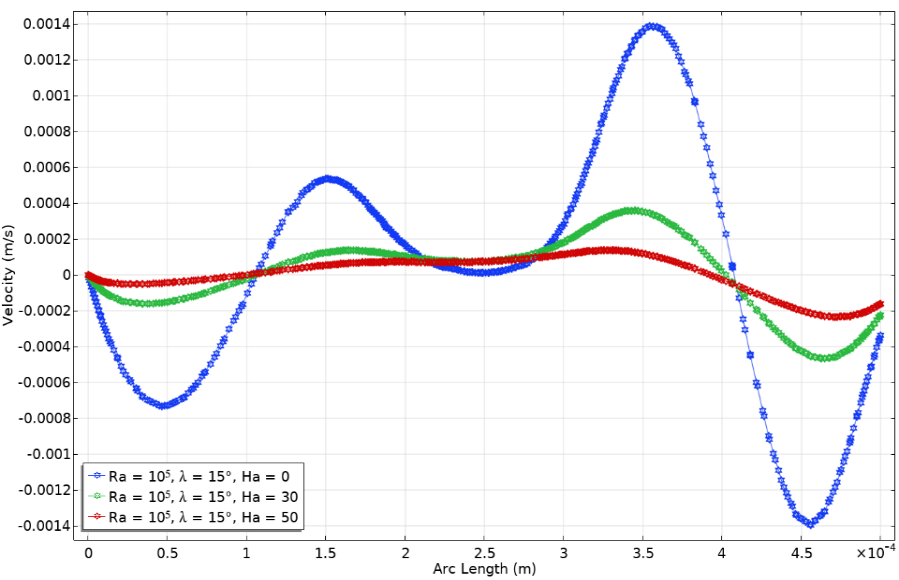 0.0014
0.0012
0.001
0.0008
0.0006
0.0004
0.0002
0
-0.0002
-0.0004
-0.0006
-0.0008
-0.001
-0.0012
-0.0014
Velocity (m/s)
Ra = 10⁵, λ = 15°, Ha = 0
Ra = 10⁵, λ = 15°, Ha = 30
Ra = 10⁵, λ = 15°, Ha = 50
0 0.5 1 1.5 2 2.5 3 3.5 4 4.5 ×10⁻⁴
Arc Length (m)